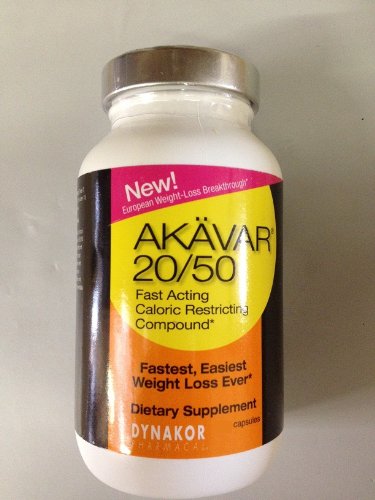 New!
European Weight-Loss Breakthrough*
AKÄVAR®
20/50
Fast Acting
Caloric Restricting
Compound*
Fastest, Easiest
Weight Loss Ever*
Dietary Supplement
capsules
DYNAKOR
PHARMACAL